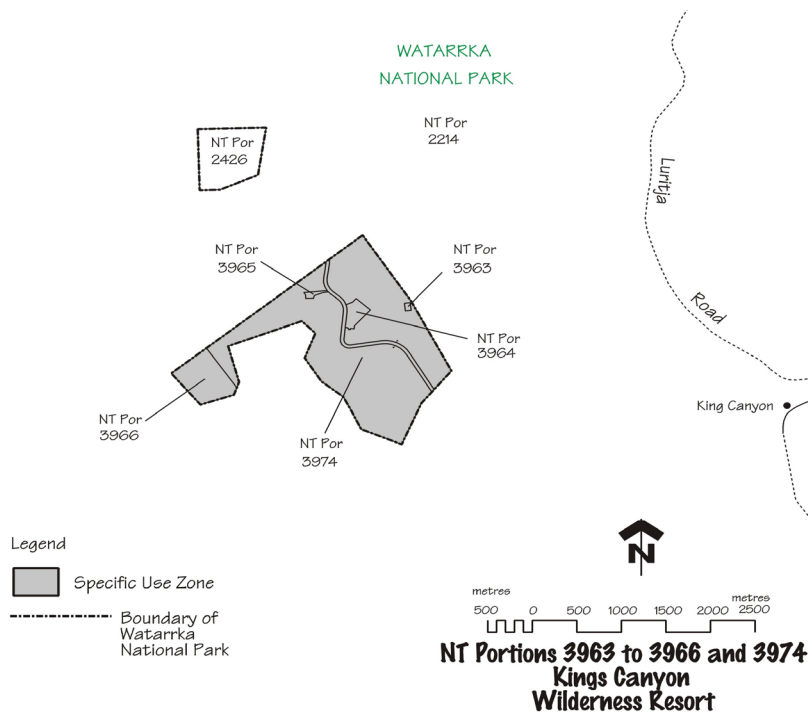 WATARRKA
NATIONAL PARK
NT Por
2214
NT Por
2426
Luritja
Road
NT Por
3965
NT Por
3963
NT Por
3964
NT Por
3966
NT Por
3974
King Canyon
N
Legend
Specific Use Zone
Boundary of
Watarrka
National Park
metres
metres
500 0 500 1000 1500 2000 2500
NT Portions 3963 to 3966 and 3974
Kings Canyon
Wilderness Resort